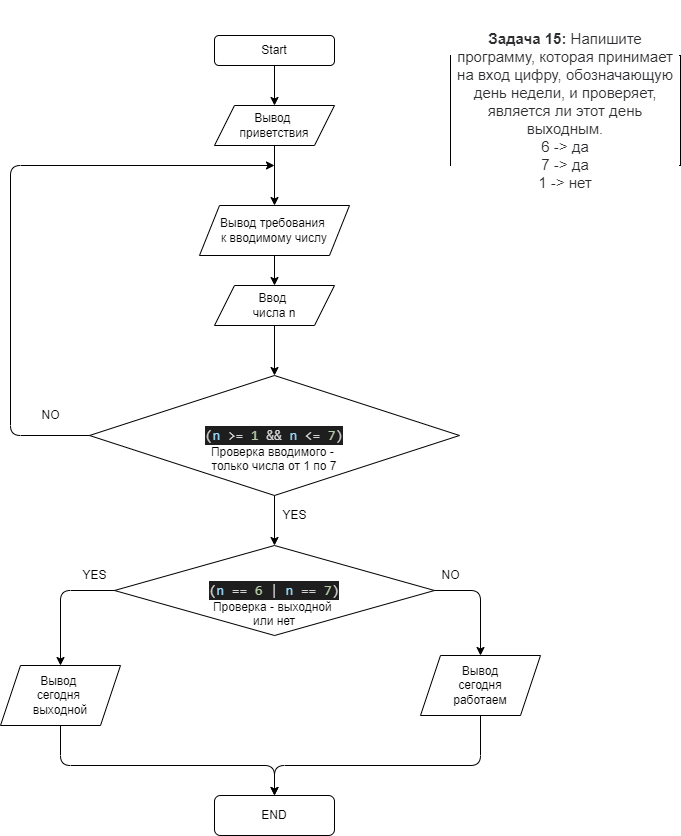 Start
Задача 15: Напишите
программу, которая принимает
на вход цифру, обозначающую
день недели, и проверяет,
является ли этот день
выходным.
6 -> да
7 -> да
1 -> нет
Вывод
приветствия
Вывод требования
к вводимому числу
Ввод
числа n
NO
(n >= 1 && n <= 7)
Проверка вводимого -
только числа от 1 по 7
YES
YES
NO
(n == 6 | n == 7)
Проверка - выходной
или нет
Вывод
сегодня
выходной
Вывод
сегодня
работаем
END